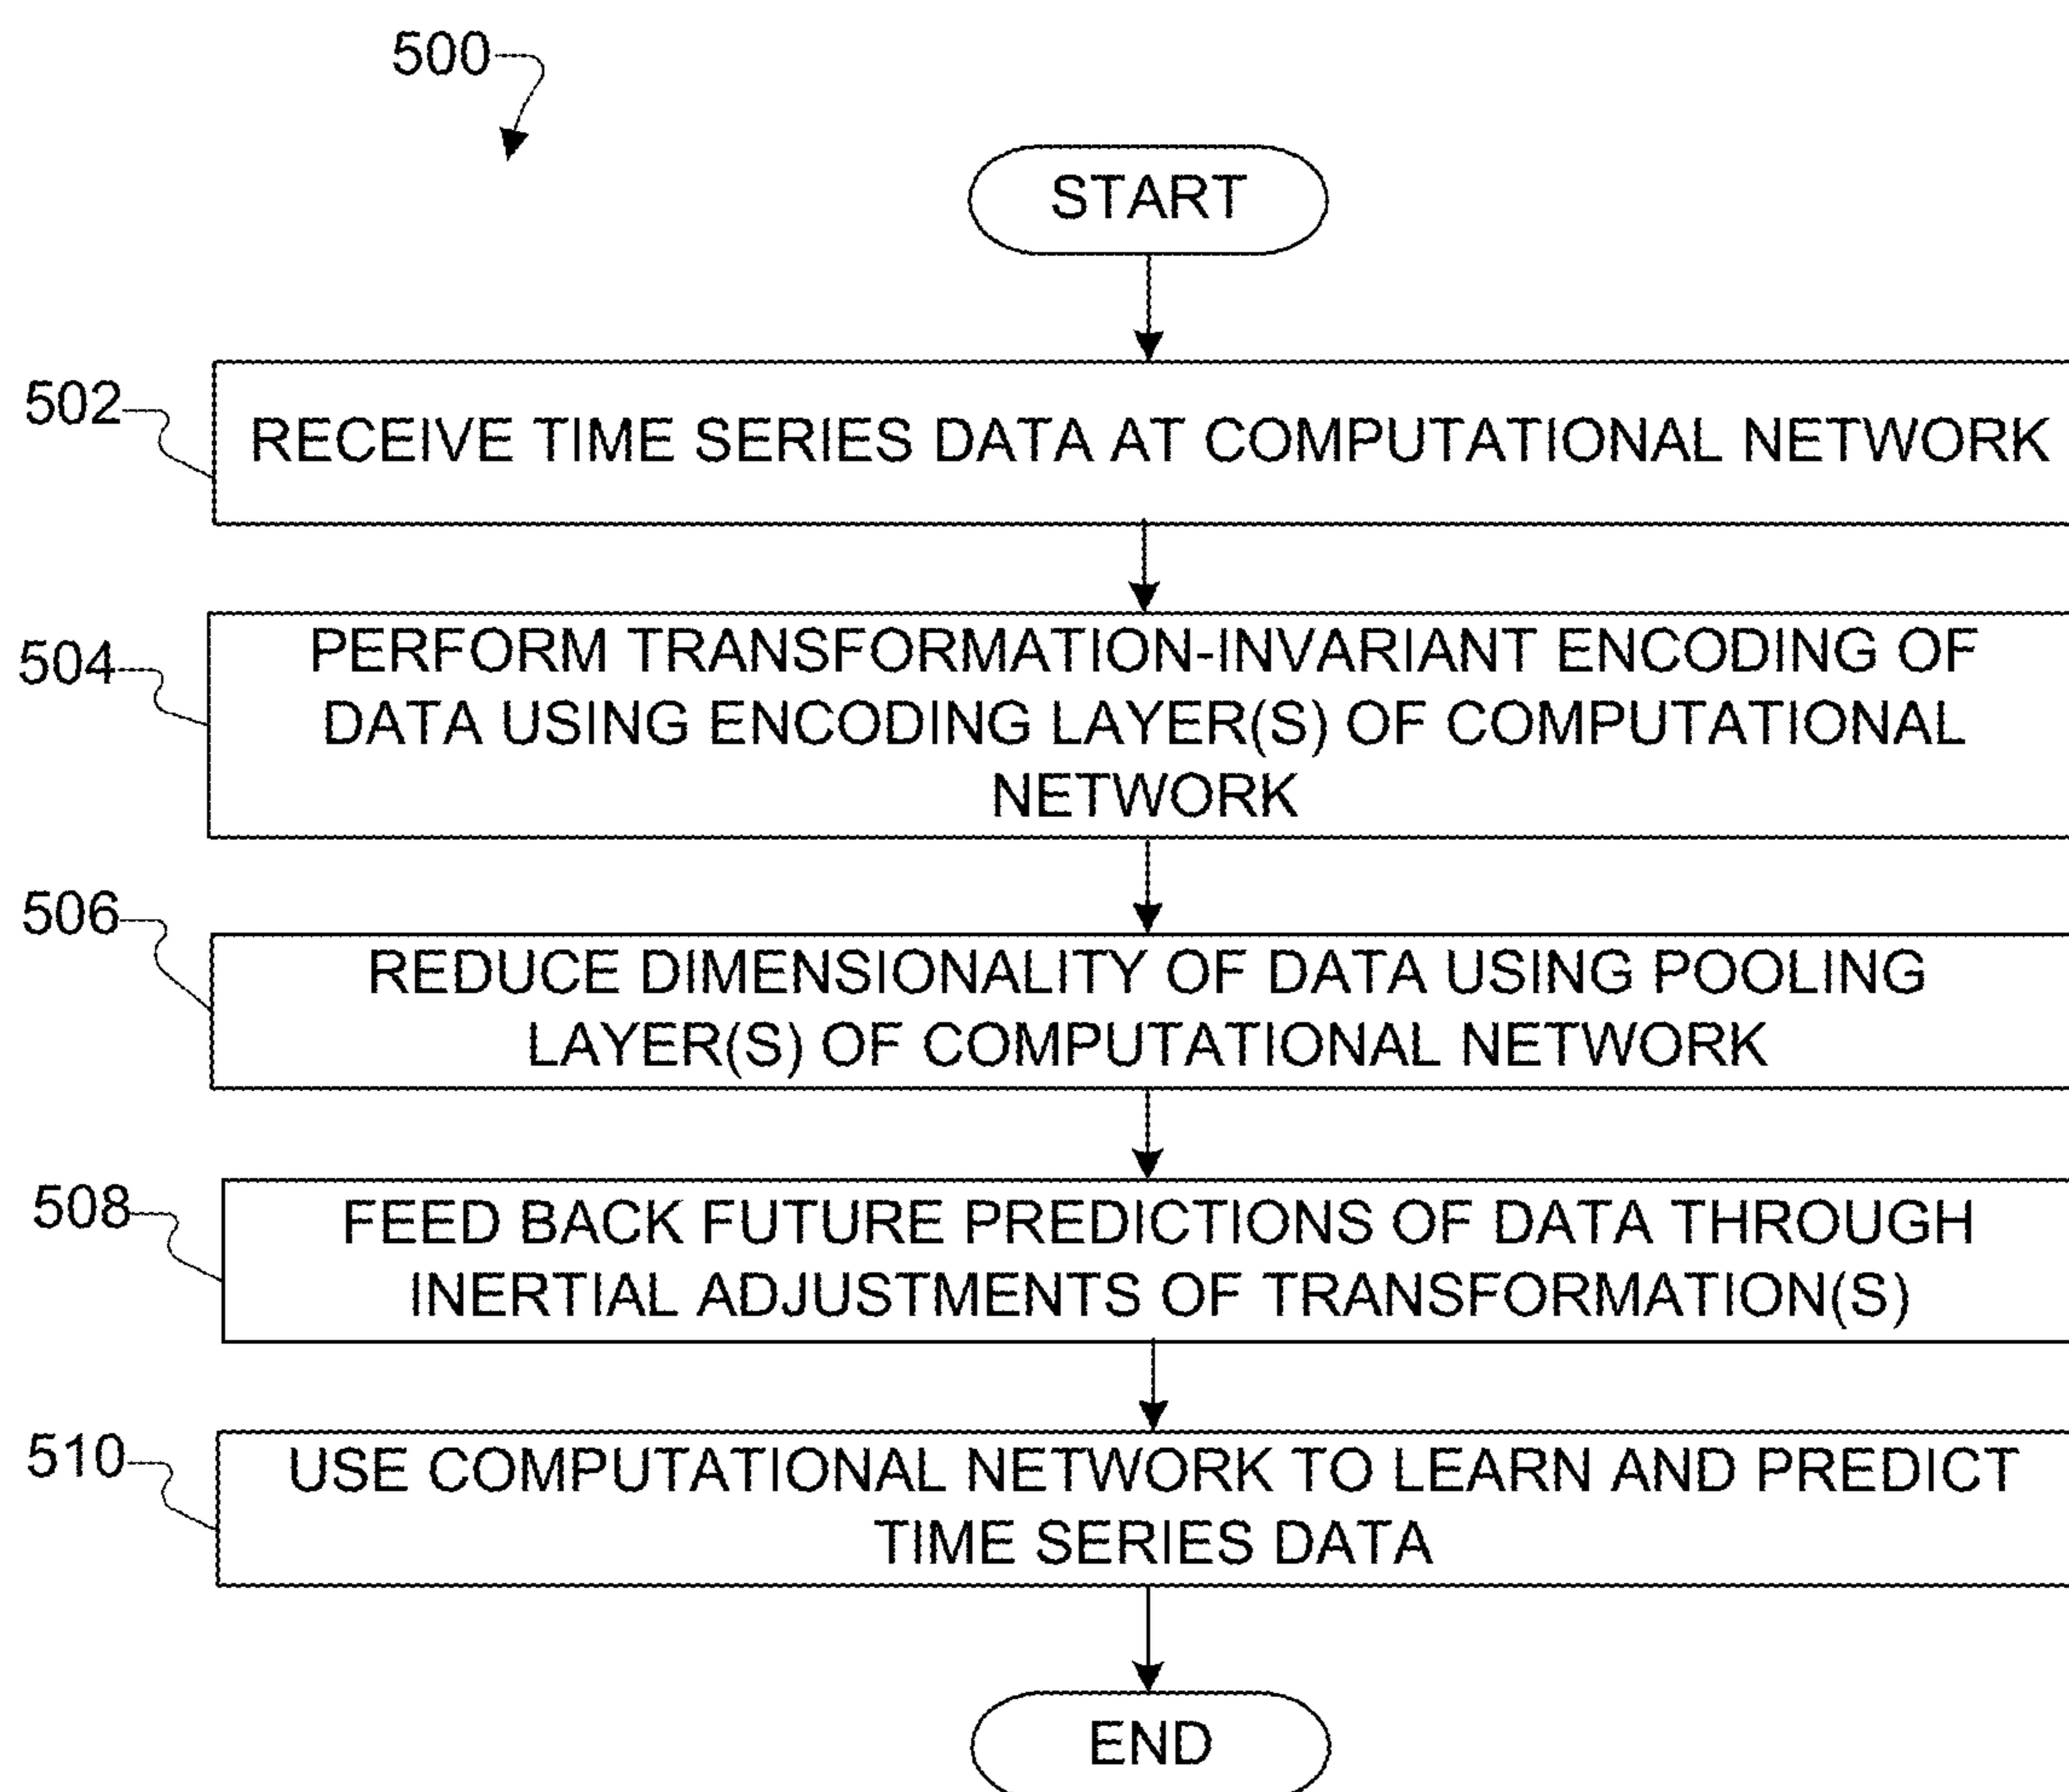 500
START
502
RECEIVE TIME SERIES DATA AT COMPUTATIONAL NETWORK
504
PERFORM TRANSFORMATION-INVARIANT ENCODING OF
DATA USING ENCODING LAYER(S) OF COMPUTATIONAL
NETWORK
506
REDUCE DIMENSIONALITY OF DATA USING POOLING
LAYER(S) OF COMPUTATIONAL NETWORK
508
FEED BACK FUTURE PREDICTIONS OF DATA THROUGH
INERTIAL ADJUSTMENTS OF TRANSFORMATION(S)
510
USE COMPUTATIONAL NETWORK TO LEARN AND PREDICT
TIME SERIES DATA
END